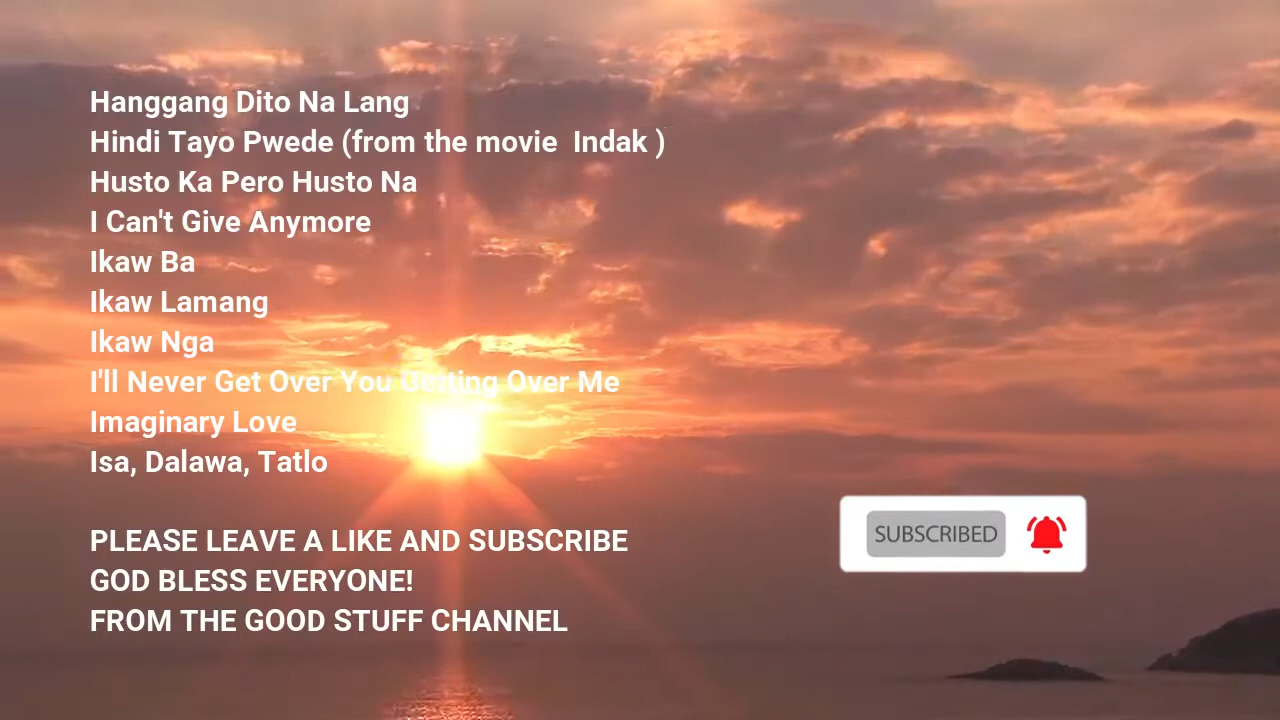 Hanggang Dito Na Lang
Hindi Tayo Pwede (from the movie  Indak )
Husto Ka Pero Husto Na
I Can't Give Anymore
Ikaw Ba
Ikaw Lamang
Ikaw Nga
I'll Never Get Over You Getting Over Me
Imaginary Love
Isa, Dalawa, Tatlo
PLEASE LEAVE A LIKE AND SUBSCRIBE
GOD BLESS EVERYONE!
FROM THE GOOD STUFF CHANNEL
SUBSCRIBED